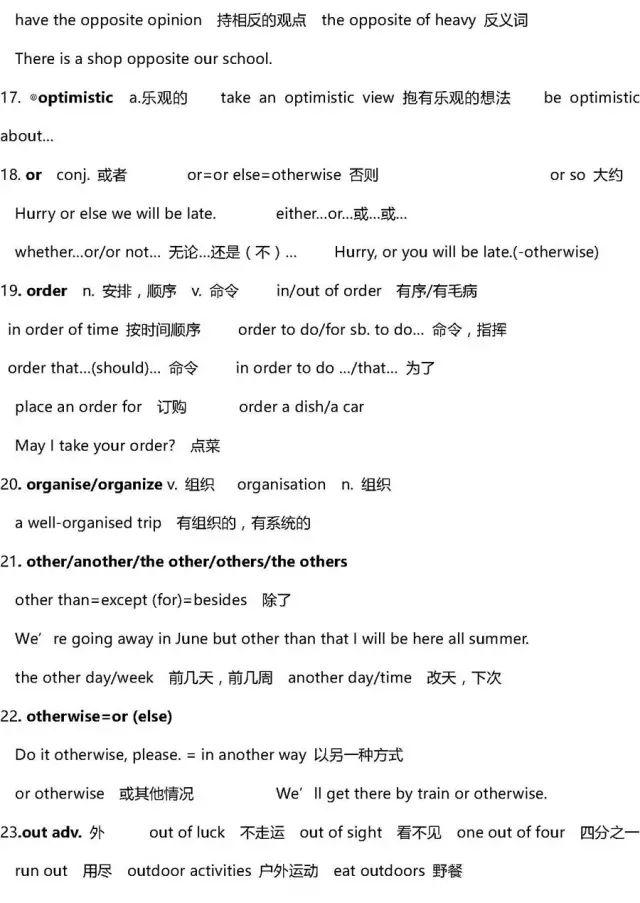 have the opposite opinion 持相反的观点 the opposite of heavy 反义词
There is a shop opposite our school.
17. ⊙optimistic a.乐观的 take an optimistic view 抱有乐观的想法 be optimistic
about…
18. or conj. 或者 or=or else=otherwise 否则 or so 大约
Hurry or else we will be late. either…or…或…或…
whether…or/or not… 无论…还是（不）… Hurry, or you will be late.(-otherwise)
19. order n. 安排，顺序 v. 命令 in/out of order 有序/有毛病
in order of time 按时间顺序 order to do/for sb. to do… 命令，指挥
order that…(should)… 命令 in order to do …/that… 为了
place an order for 订购 order a dish/a car
May I take your order? 点菜
20. organise/organize v. 组织 organisation n. 组织
a well-organised trip 有组织的，有系统的
21. other/another/the other/others/the others
other than=except (for)=besides 除了
We’re going away in June but other than that I will be here all summer.
the other day/week 前几天，前几周 another day/time 改天，下次
22. otherwise=or (else)
Do it otherwise, please. = in another way 以另一种方式
or otherwise 或其他情况 We’ll get there by train or otherwise.
23.out adv. 外 out of luck 不走运 out of sight 看不见 one out of four 四分之一
run out 用尽 outdoor activities 户外运动 eat outdoors 野餐